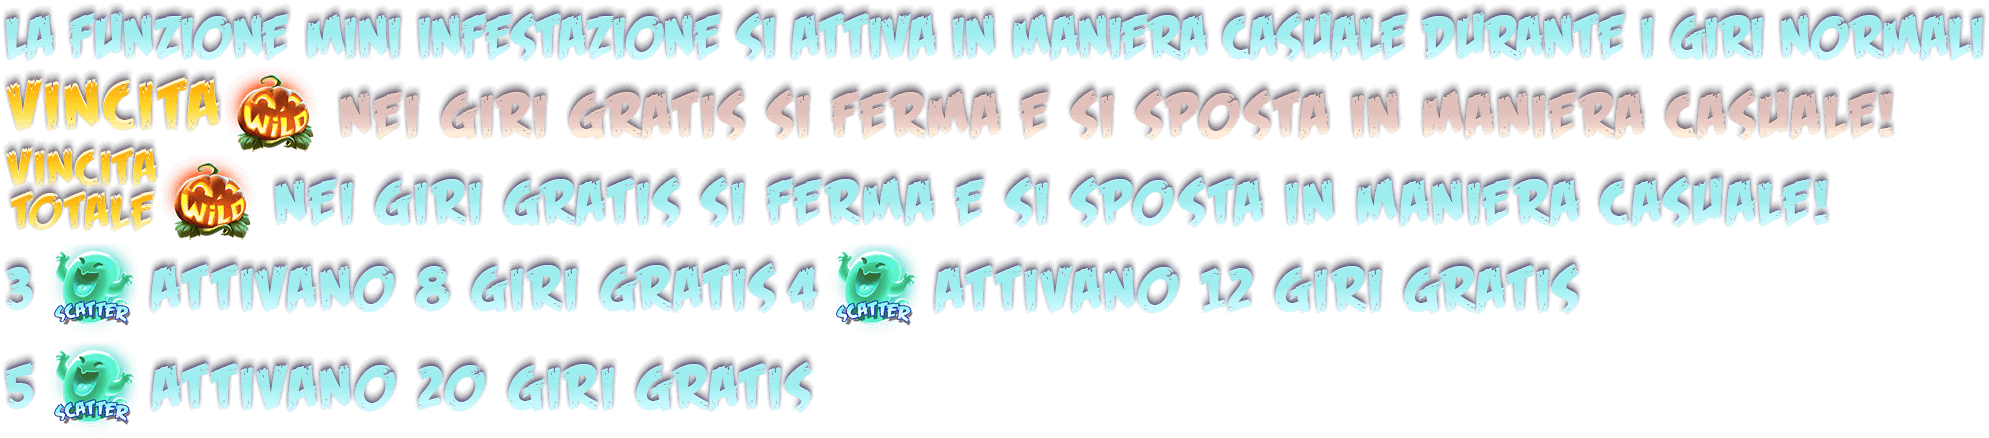 LA FUNZIONE MINI INFESTAZIONE SI ATTIVA IN MANIERA CASUALE DURANTE I GIRI NORMALI
VINCITA WILD NEI GIRI GRATIS SI FERMA E SI SPOSTA IN MANIERA CASUALE!
VINCITA
TOTALE WILD NEI GIRI GRATIS SI FERMA E SI SPOSTA IN MANIERA CASUALE!
3 SCATTER ATTIVANO 8 GIRI GRATIS 4 SCATTER ATTIVANO 12 GIRI GRATIS
5 SCATTER ATTIVANO 20 GIRI GRATIS